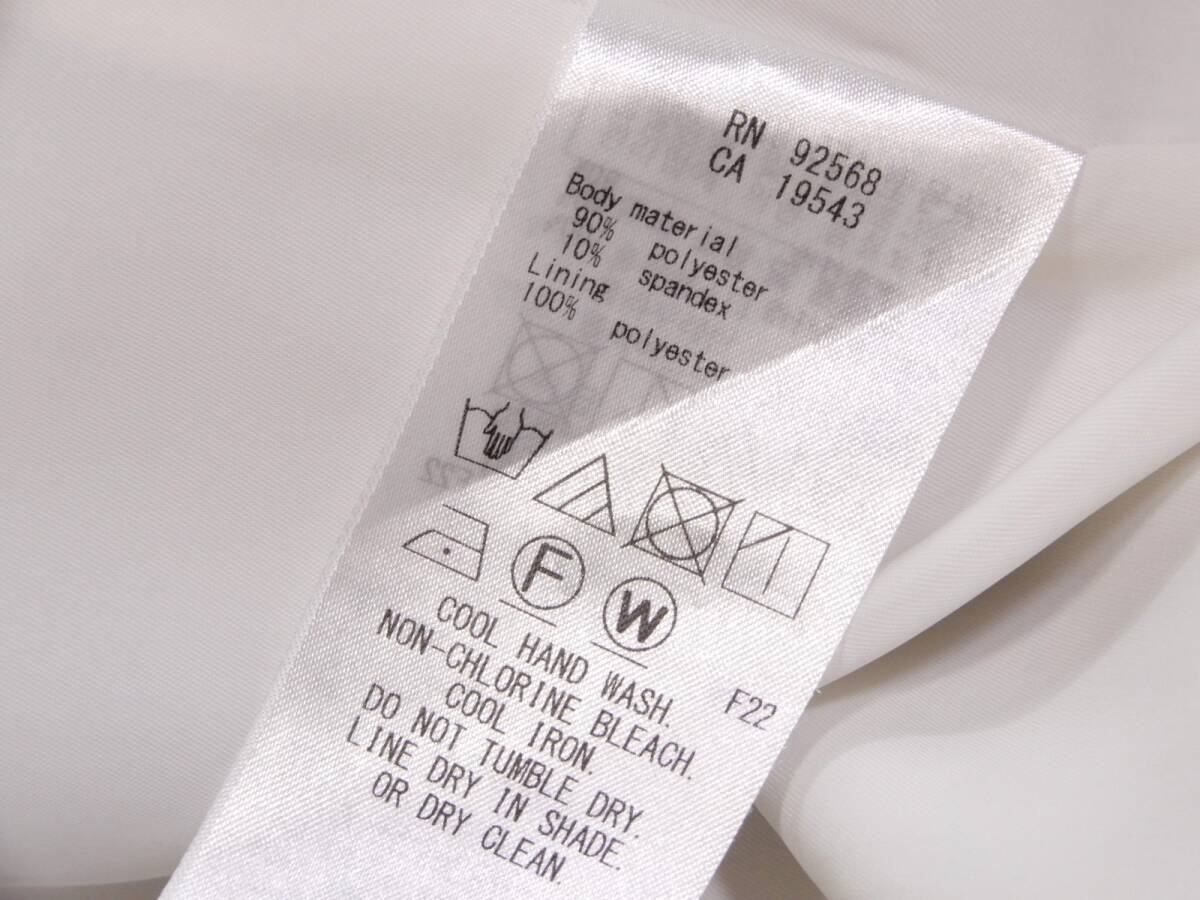 RN 92568
CA 19543
Body material
90% polyester
10% spandex
Lining
100% polyester
F
W
COOL HAND WASH.
NON-CHLORINE BLEACH.
COOL IRON.
DO NOT TUMBLE DRY.
LINE DRY IN SHADE.
OR DRY CLEAN.
F22